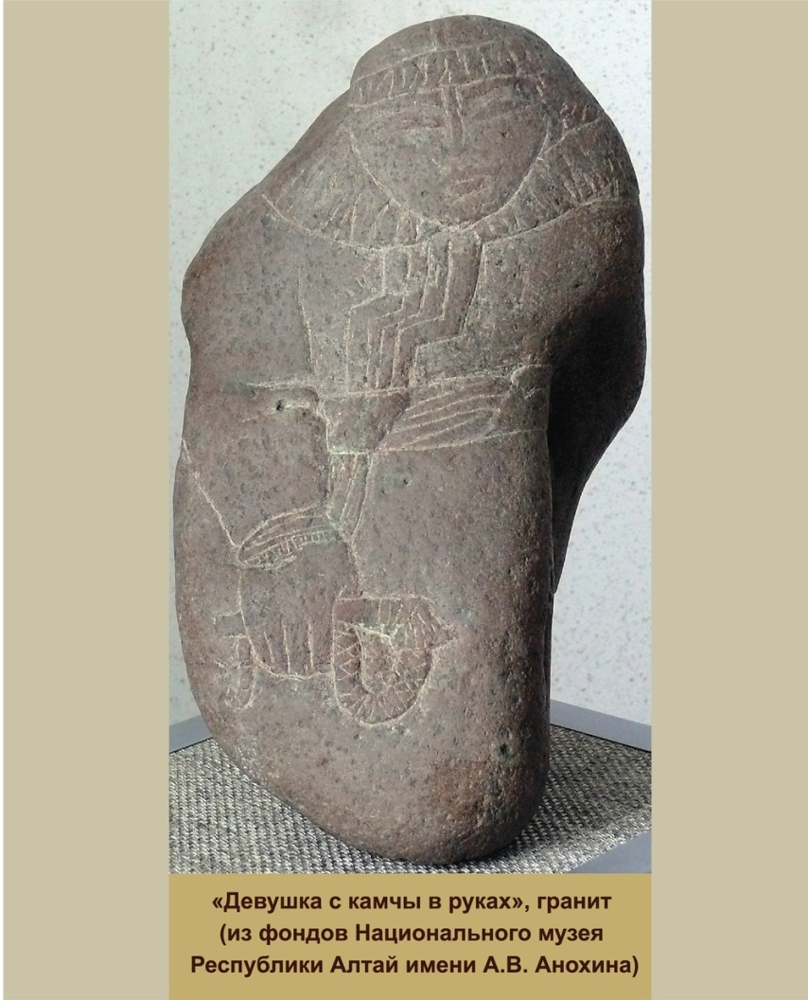 «Девушка с камчы в руках», гранит
(из фондов Национального музея
Республики Алтай имени А.В. Анохина)